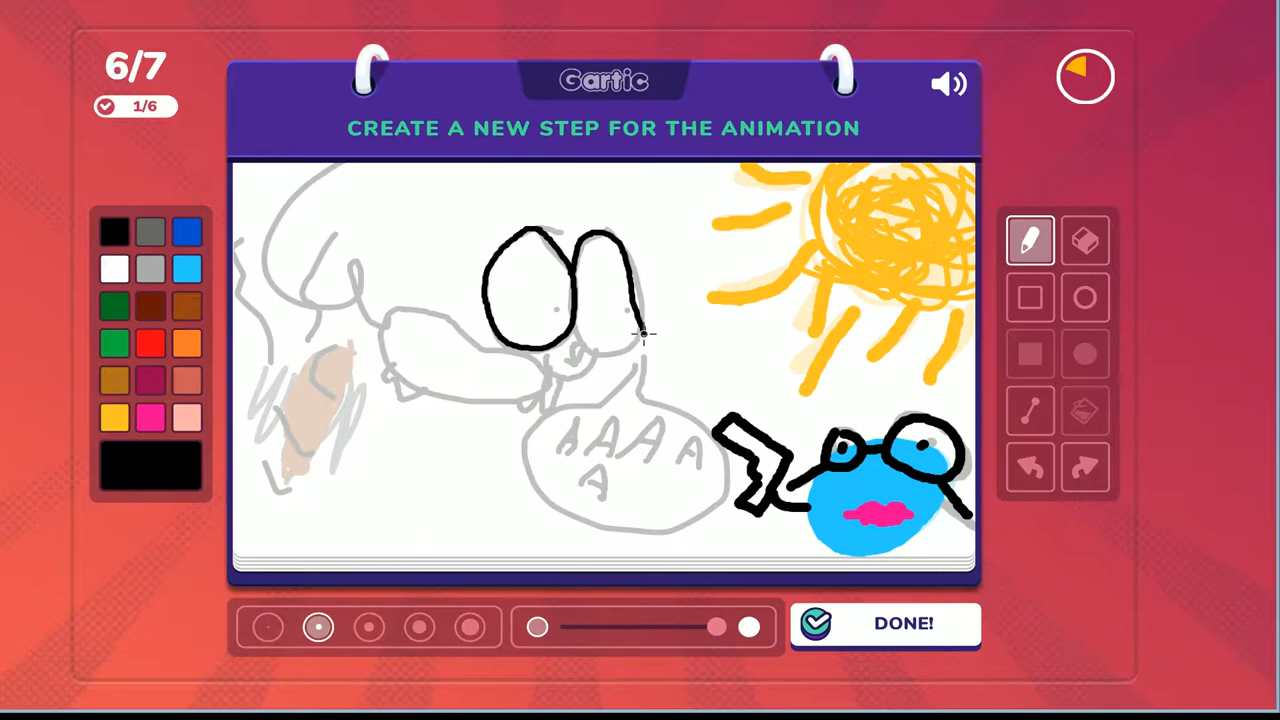 6/7
1/6
Gartic
CREATE A NEW STEP FOR THE ANIMATION
AAAA
A
DONE!